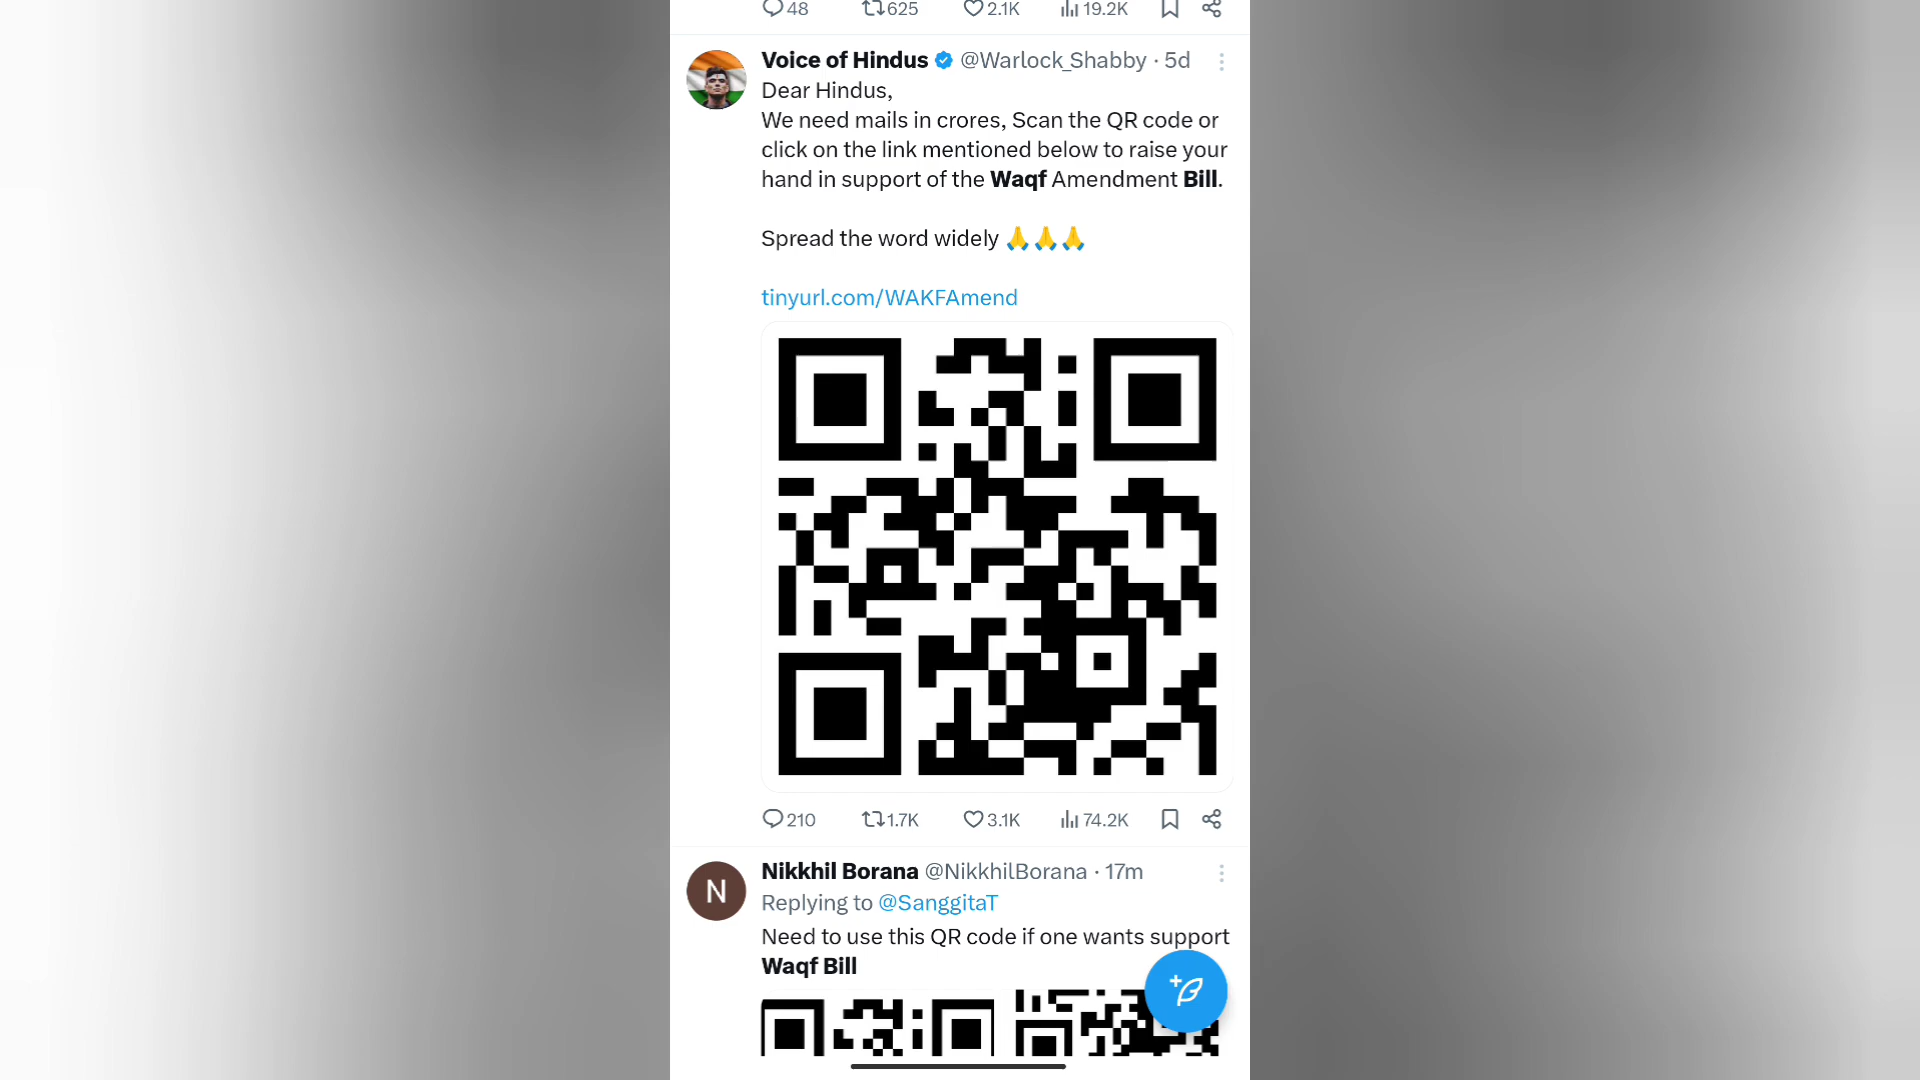 48 625 2.1K 19.2K
Voice of Hindus @Warlock_Shabby · 5d
Dear Hindus,
We need mails in crores, Scan the QR code or
click on the link mentioned below to raise your
hand in support of the Waqf Amendment Bill.
Spread the word widely 🙏🙏🙏
tinyurl.com/WAKFAmend
210 1.7K 3.1K 74.2K
Nikkhil Borana @NikkhilBorana · 17m
N
Replying to @SanggitaT
Need to use this QR code if one wants support
Waqf Bill